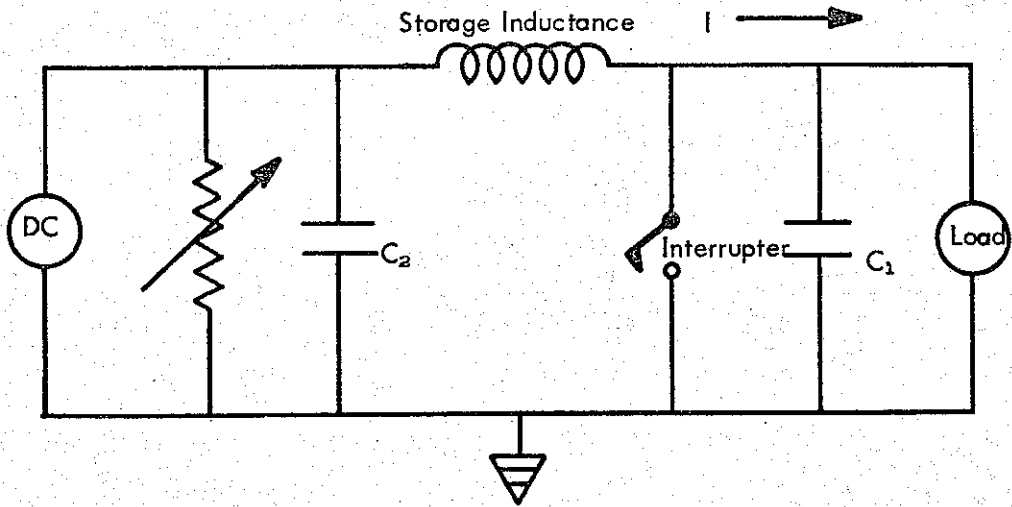 Storage Inductance
I
DC
C₂
Interrupter
C₁
Load